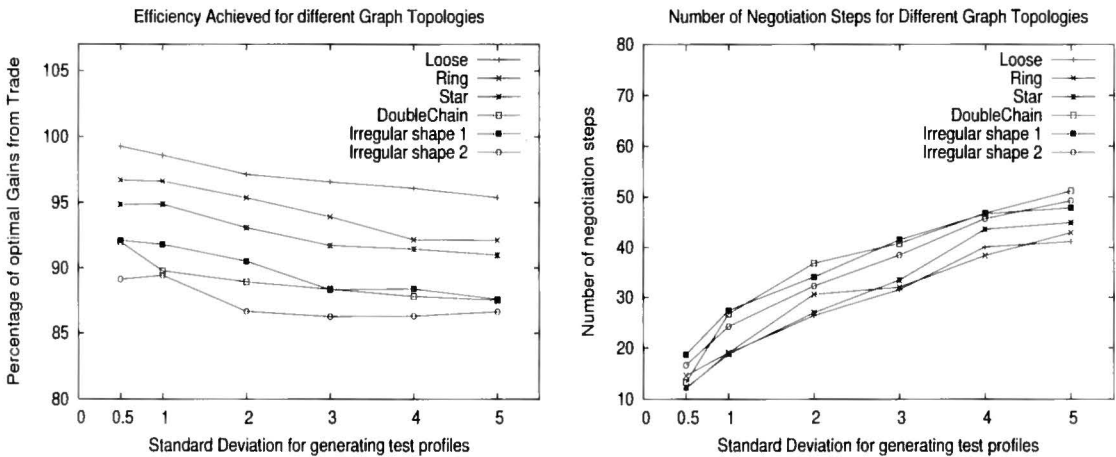 Efficiency Achieved for different Graph Topologies
Percentage of optimal Gains from Trade
105
100
95
90
85
80
Loose
Ring
Star
DoubleChain
Irregular shape 1
Irregular shape 2
0 0.5 1 2 3 4 5
Standard Deviation for generating test profiles
Number of Negotiation Steps for Different Graph Topologies
Number of negotiation steps
80
70
60
50
40
30
20
10
Loose
Ring
Star
DoubleChain
Irregular shape 1
Irregular shape 2
0 0.5 1 2 3 4 5
Standard Deviation for generating test profiles